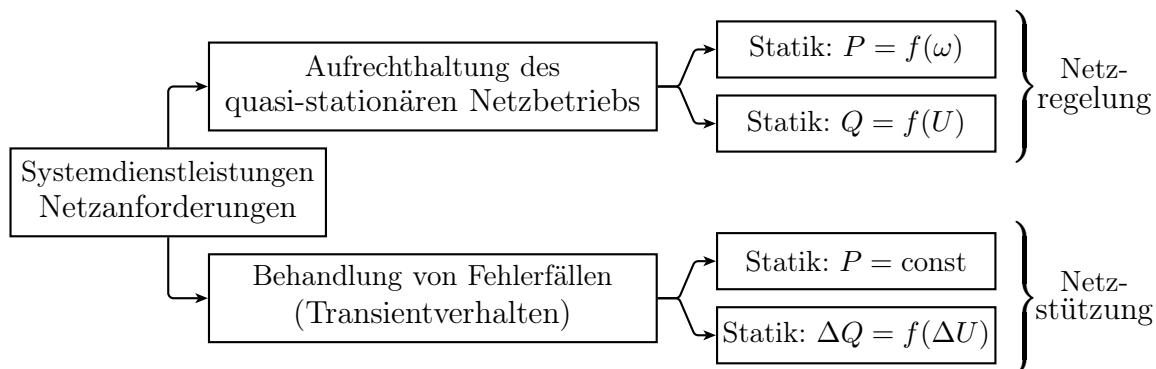 Systemdienstleistungen
Netzanforderungen
Aufrechthaltung des
quasi-stationären Netzbetriebs
Statik: P = f(ω)
Statik: Q = f(U)
Netz-
regelung
Behandlung von Fehlerfällen
(Transientverhalten)
Statik: P = const
Statik: ΔQ = f(ΔU)
Netz-
stützung